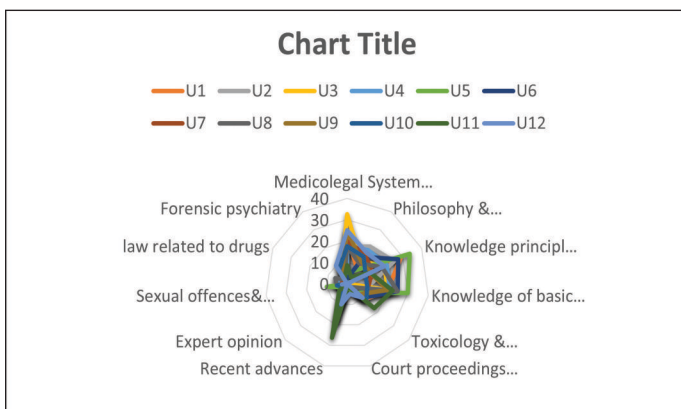 Chart Title
U1 U2 U3 U4 U5 U6
U7 U8 U9 U10 U11 U12
Medicolegal System...
40
Forensic psychiatry
Philosophy &...
30
law related to drugs
20
Knowledge principl...
10
Sexual offences&...
0
Knowledge of basic...
Expert opinion
Toxicology &...
Recent advances
Court proceedings...